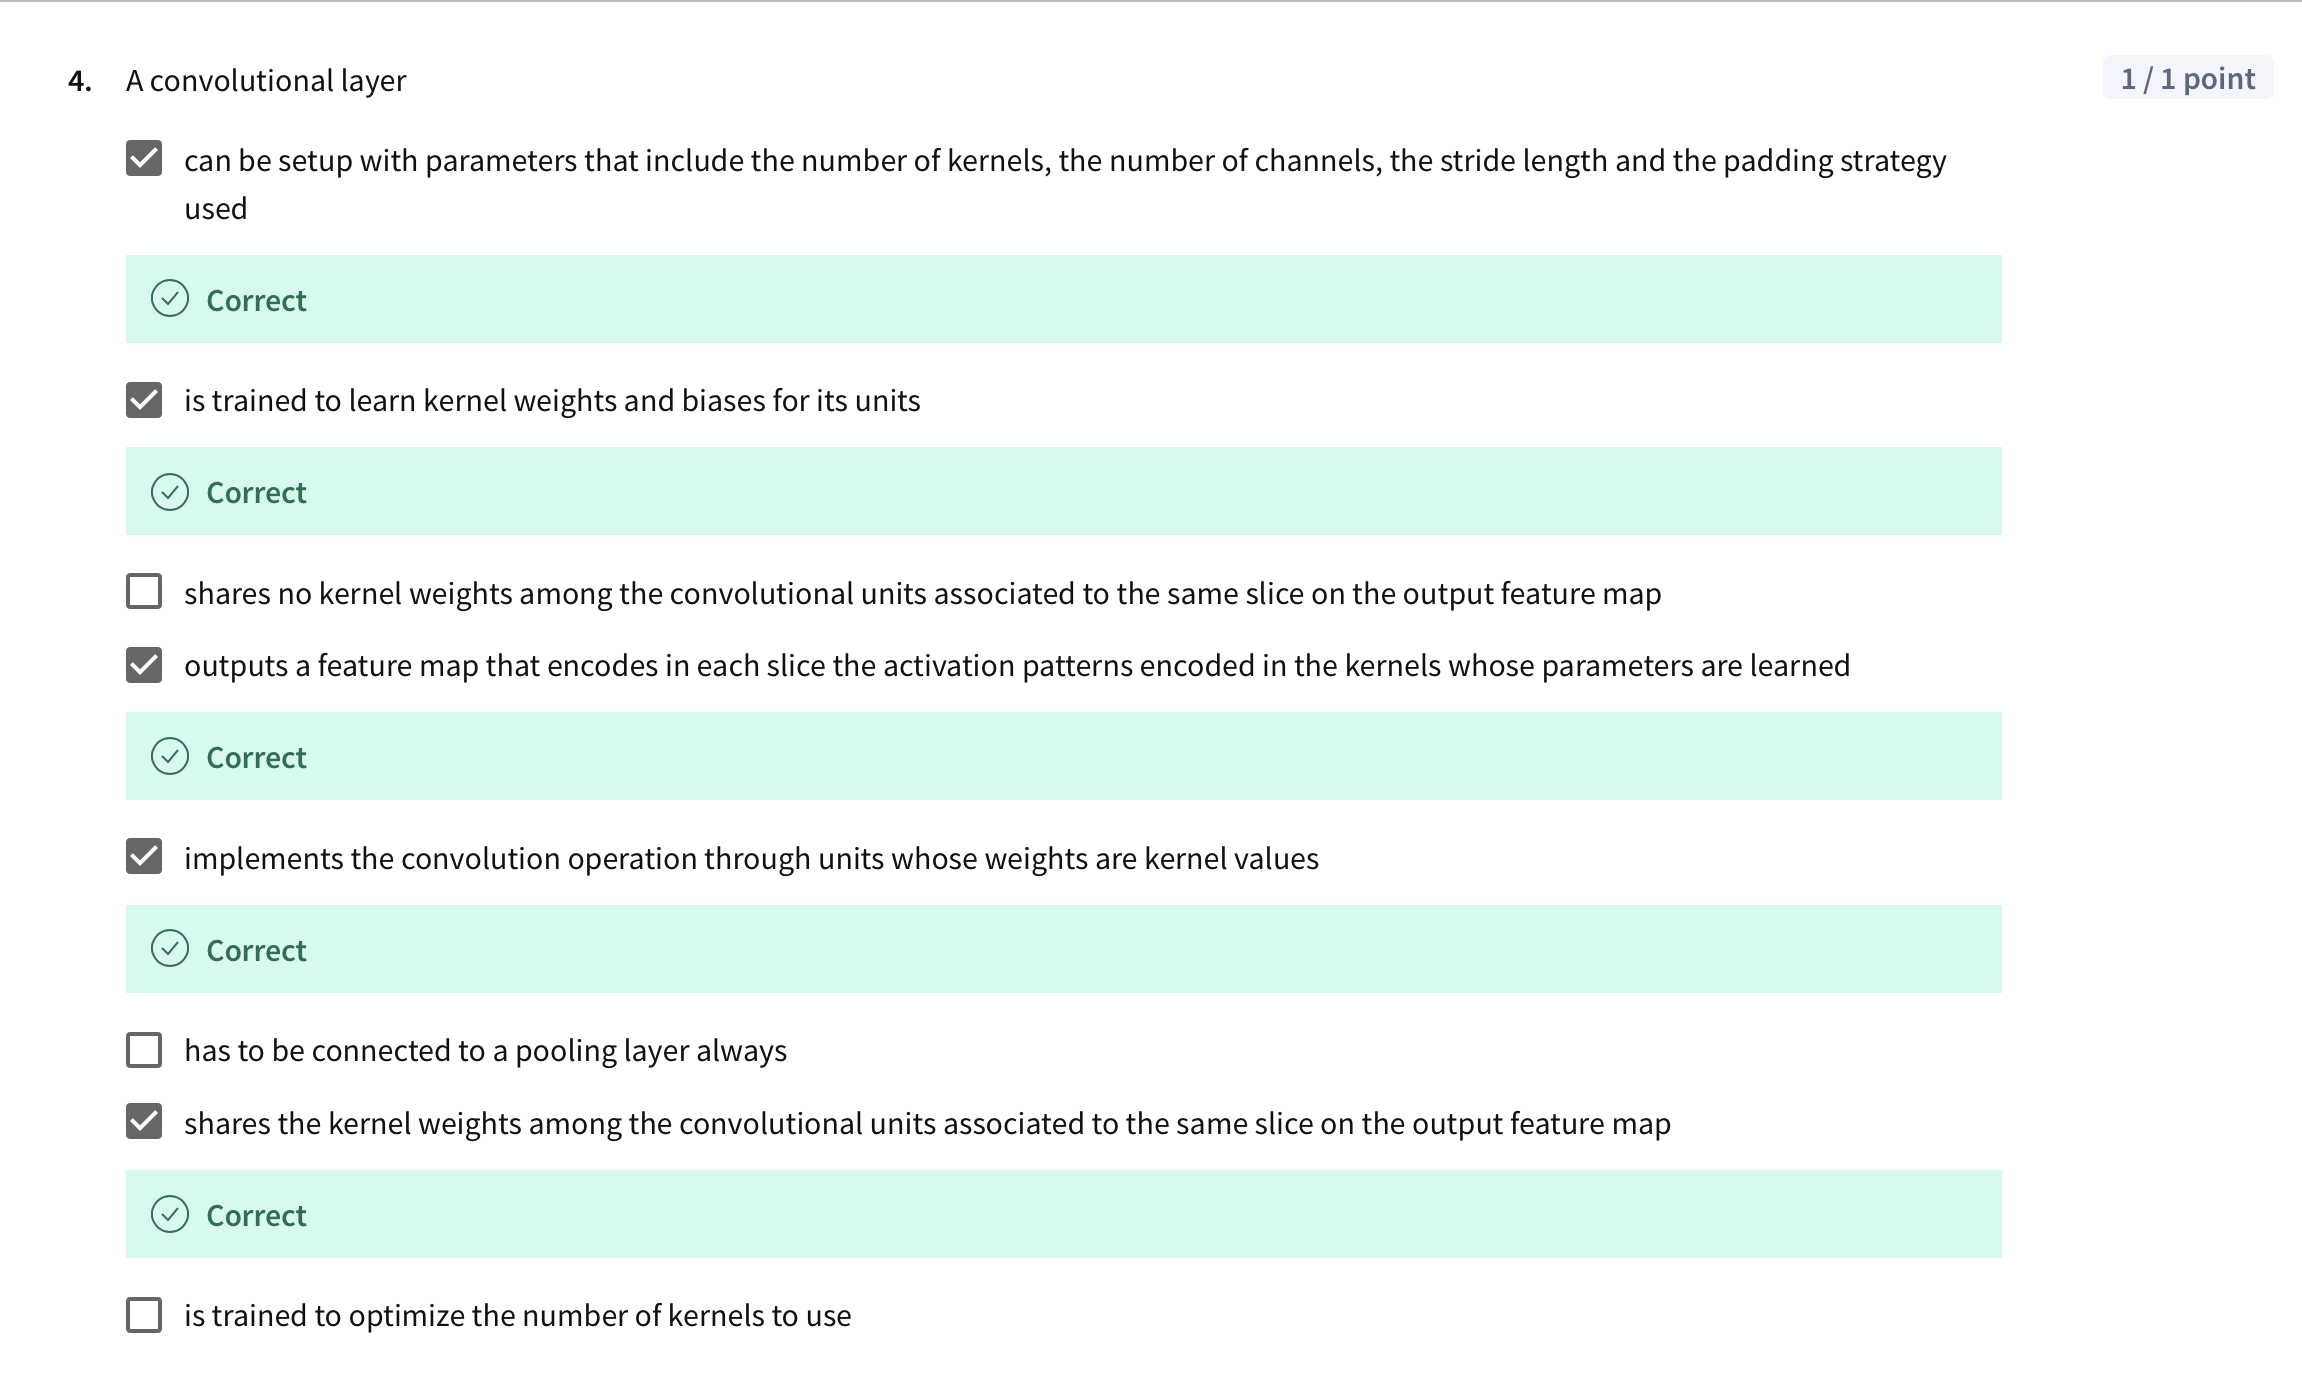 4. A convolutional layer 1 / 1 point
can be setup with parameters that include the number of kernels, the number of channels, the stride length and the padding strategy
used
Correct
is trained to learn kernel weights and biases for its units
Correct
shares no kernel weights among the convolutional units associated to the same slice on the output feature map
outputs a feature map that encodes in each slice the activation patterns encoded in the kernels whose parameters are learned
Correct
implements the convolution operation through units whose weights are kernel values
Correct
has to be connected to a pooling layer always
shares the kernel weights among the convolutional units associated to the same slice on the output feature map
Correct
is trained to optimize the number of kernels to use